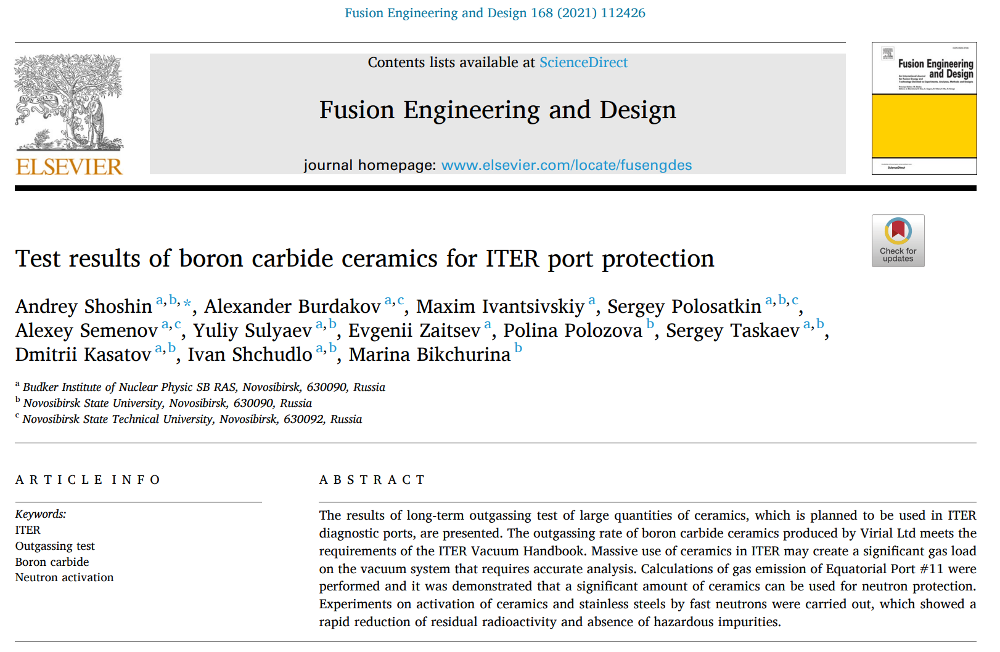 Fusion Engineering and Design 168 (2021) 112426
Contents lists available at ScienceDirect
Fusion Engineering and Design
journal homepage: www.elsevier.com/locate/fusengdes
NON SOLUS
ELSEVIER
Fusion Engineering
and Design
ScienceDirect
Check for
updates
Test results of boron carbide ceramics for ITER port protection
Andrey Shoshin a,b,*, Alexander Burdakov a,c, Maxim Ivantsivskiy a, Sergey Polosatkin a,b,c,
Alexey Semenov a,c, Yuliy Sulyaev a,b, Evgenii Zaitsev a, Polina Polozova b, Sergey Taskaev a,b,
Dmitrii Kasatov a,b, Ivan Shchudlo a,b, Marina Bikchurina b
a Budker Institute of Nuclear Physic SB RAS, Novosibirsk, 630090, Russia
b Novosibirsk State University, Novosibirsk, 630090, Russia
c Novosibirsk State Technical University, Novosibirsk, 630092, Russia
ARTICLE INFO
Keywords:
ITER
Outgassing test
Boron carbide
Neutron activation
ABSTRACT
The results of long-term outgassing test of large quantities of ceramics, which is planned to be used in ITER
diagnostic ports, are presented. The outgassing rate of boron carbide ceramics produced by Virial Ltd meets the
requirements of the ITER Vacuum Handbook. Massive use of ceramics in ITER may create a significant gas load
on the vacuum system that requires accurate analysis. Calculations of gas emission of Equatorial Port #11 were
performed and it was demonstrated that a significant amount of ceramics can be used for neutron protection.
Experiments on activation of ceramics and stainless steels by fast neutrons were carried out, which showed a
rapid reduction of residual radioactivity and absence of hazardous impurities.